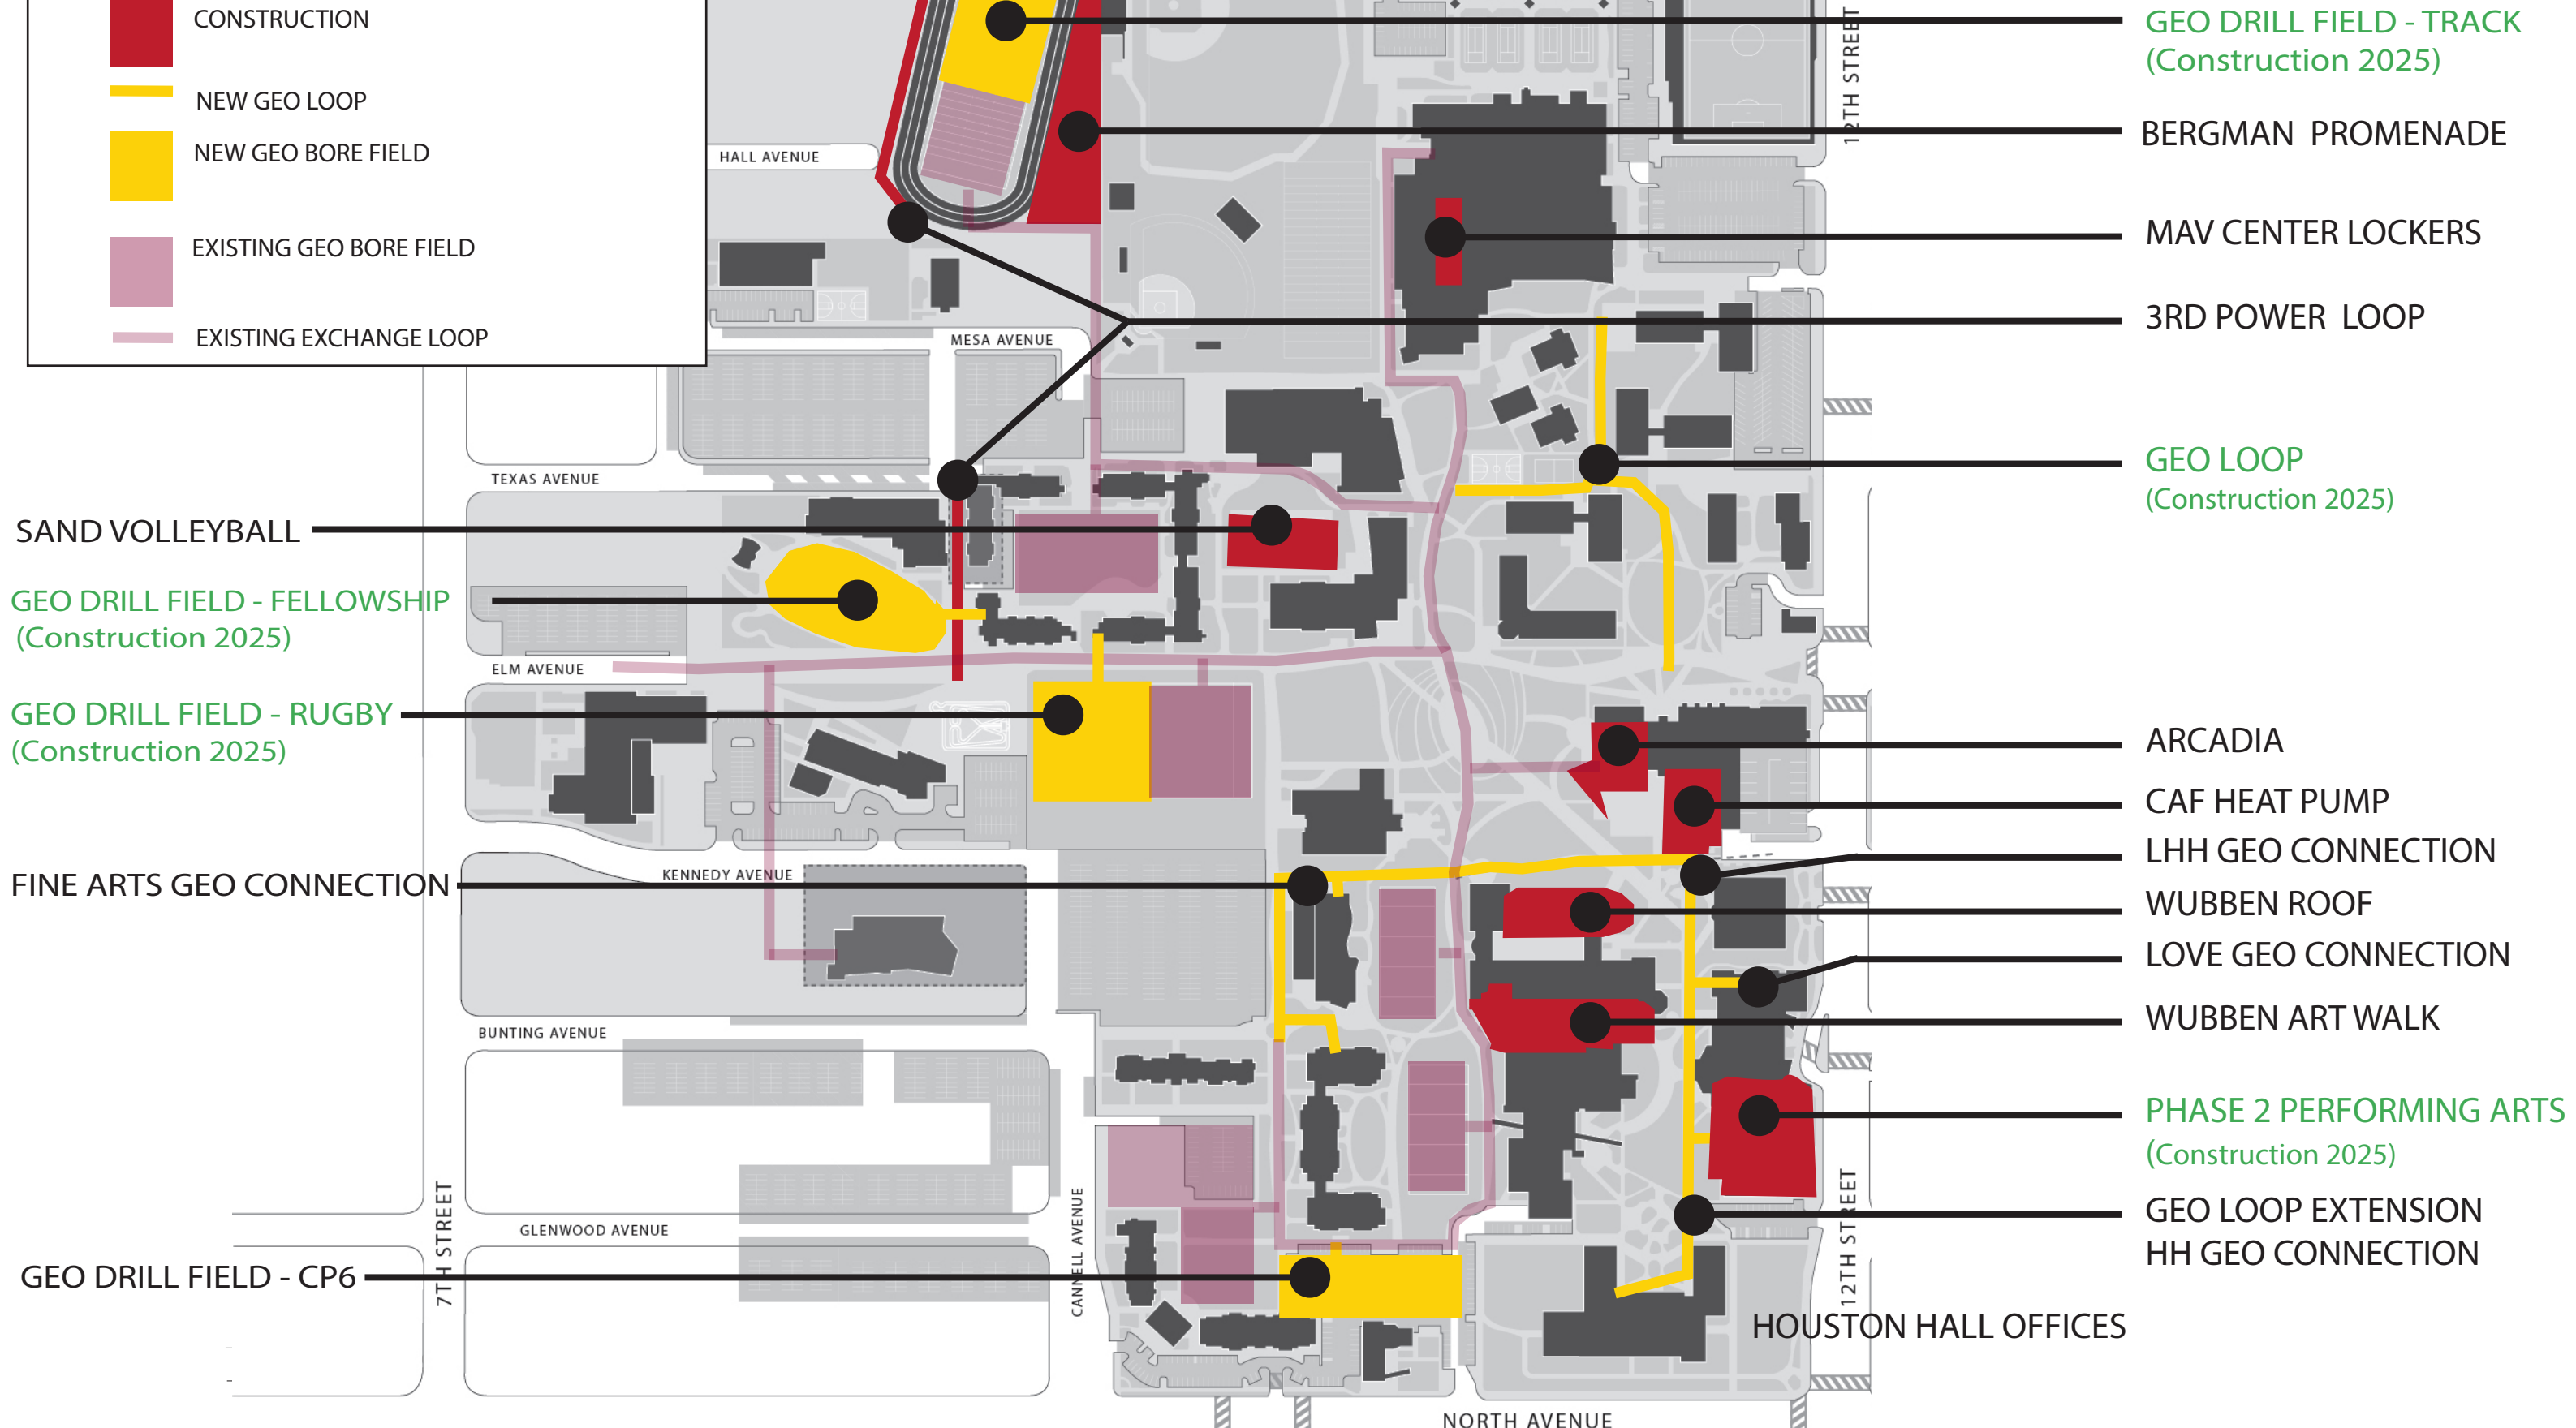 CONSTRUCTION
NEW GEO LOOP
NEW GEO BORE FIELD
EXISTING GEO BORE FIELD
EXISTING EXCHANGE LOOP
HALL AVENUE
MESA AVENUE
TEXAS AVENUE
ELM AVENUE
KENNEDY AVENUE
BUNTING AVENUE
GLENWOOD AVENUE
NORTH AVENUE
7TH STREET
CANNELL AVENUE
12TH STREET
12TH STREET
SAND VOLLEYBALL
GEO DRILL FIELD - FELLOWSHIP
(Construction 2025)
GEO DRILL FIELD - RUGBY
(Construction 2025)
FINE ARTS GEO CONNECTION
GEO DRILL FIELD - CP6
GEO DRILL FIELD - TRACK
(Construction 2025)
BERGMAN PROMENADE
MAV CENTER LOCKERS
3RD POWER LOOP
GEO LOOP
(Construction 2025)
ARCADIA
CAF HEAT PUMP
LHH GEO CONNECTION
WUBBEN ROOF
LOVE GEO CONNECTION
WUBBEN ART WALK
PHASE 2 PERFORMING ARTS
(Construction 2025)
GEO LOOP EXTENSION
HH GEO CONNECTION
HOUSTON HALL OFFICES